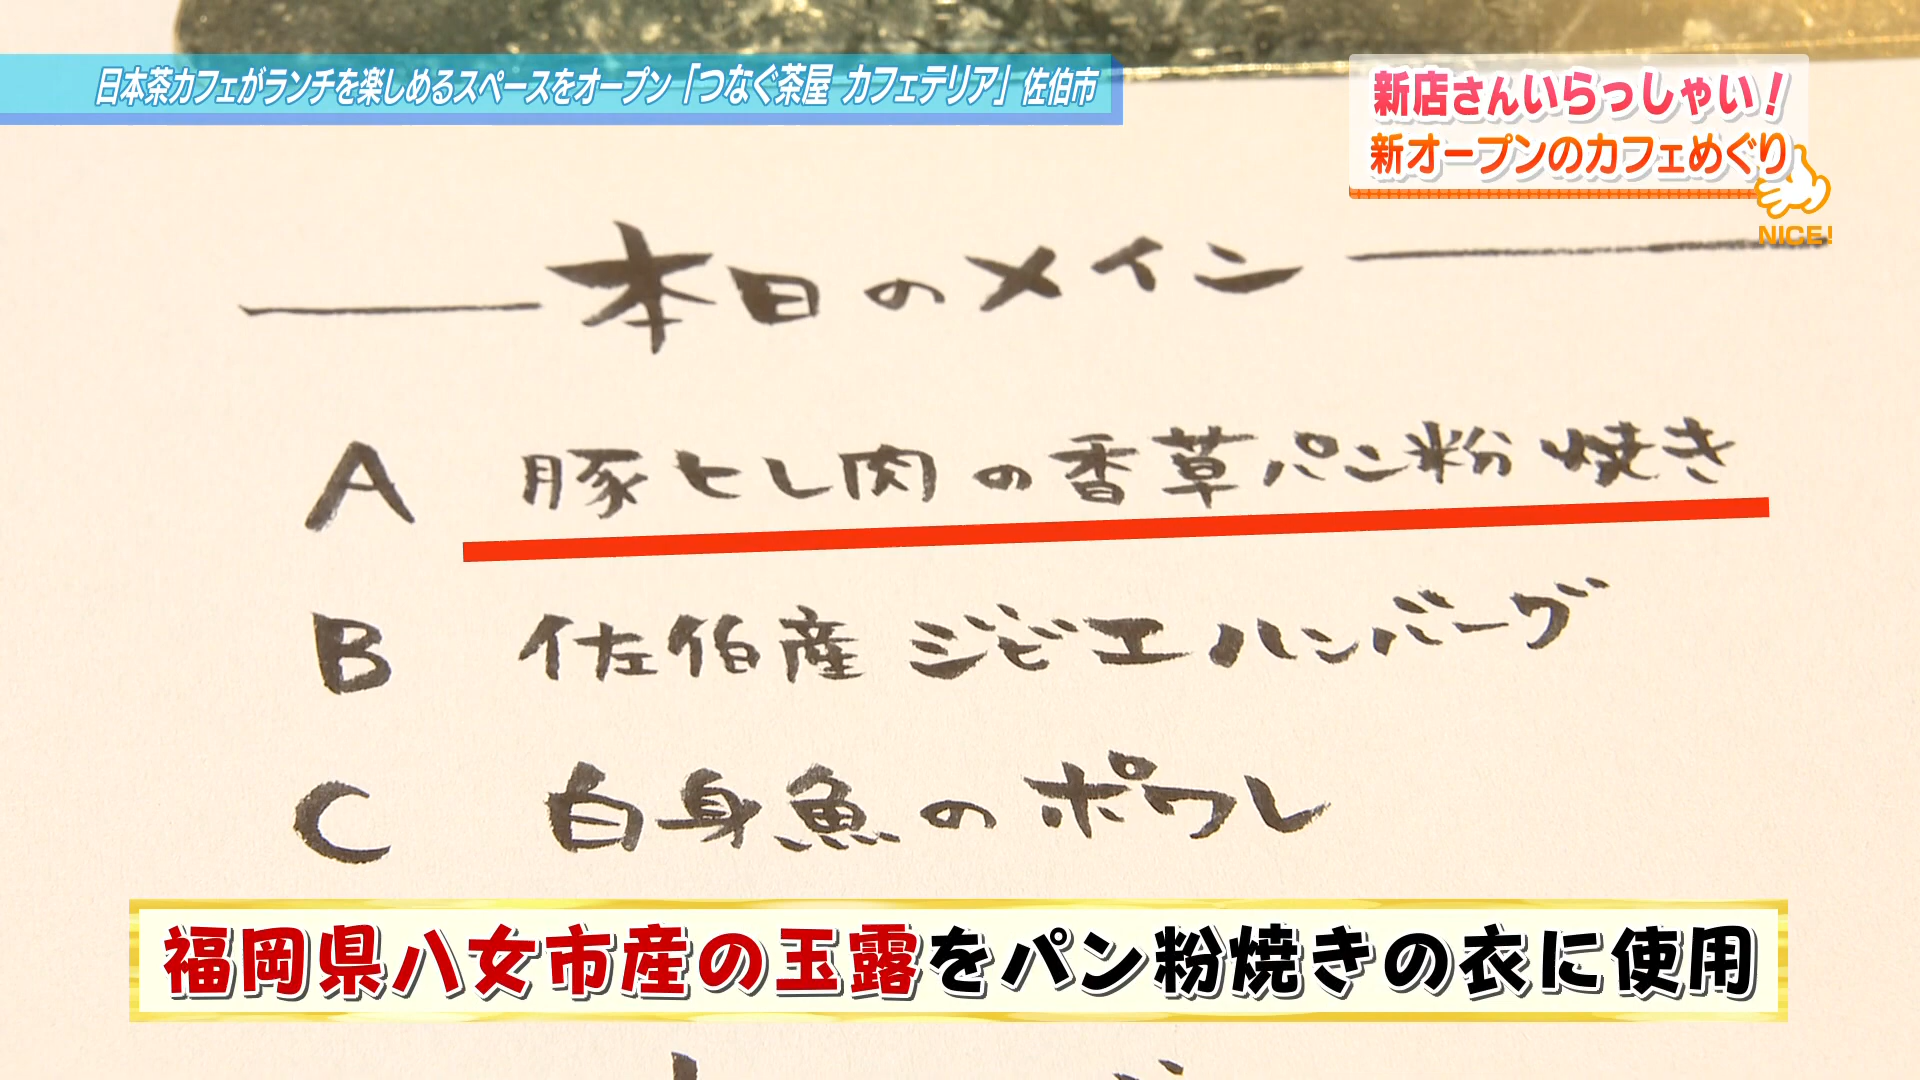 日本茶カフェがランチを楽しめるスペースをオープン「つなぐ茶屋 カフェテリア」佐伯市
新店さんいらっしゃい！
新オープンのカフェめぐり
NICE!
本日のメイン
A 豚ヒレ肉の香草パン粉焼き
B 佐伯産ジビエハンバーグ
C 白身魚のポワレ
福岡県八女市産の玉露をパン粉焼きの衣に使用